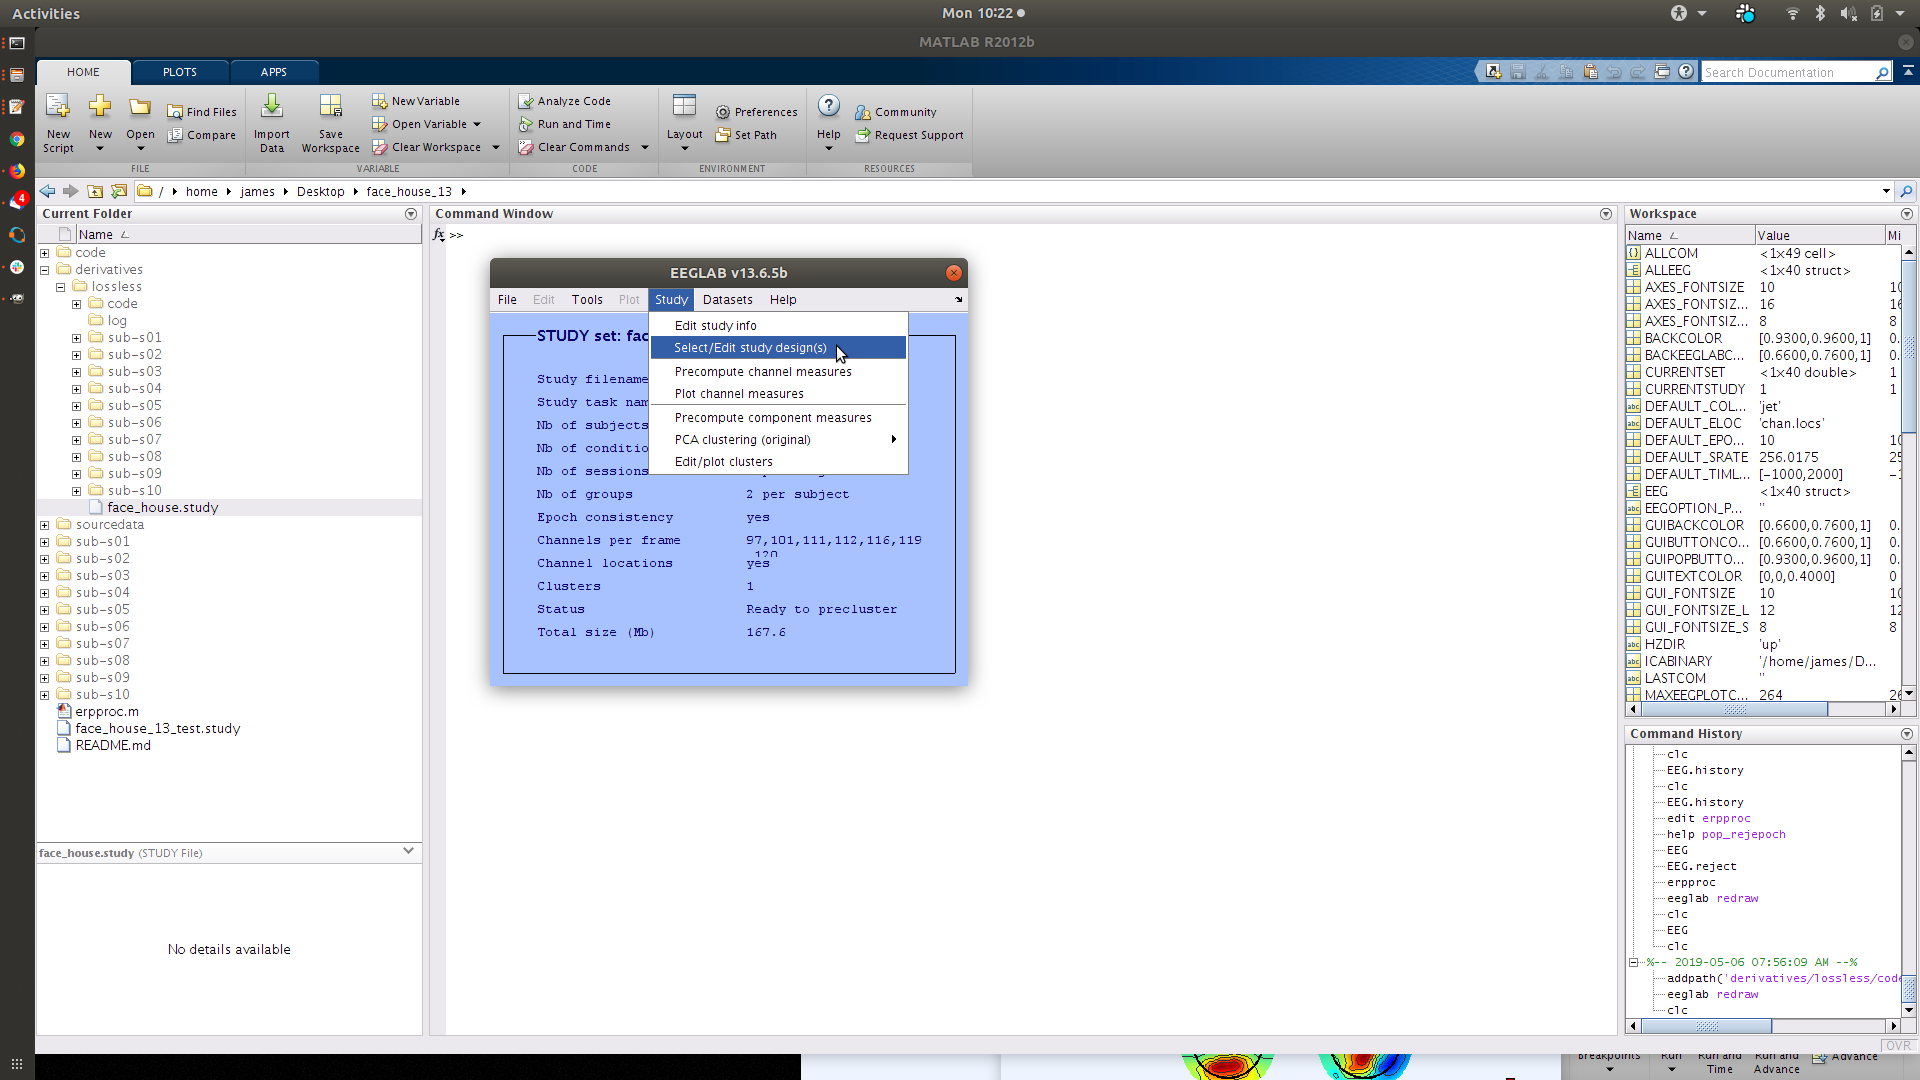 Activities
Mon 10:22
MATLAB R2012b
HOME
PLOTS
APPS
Search Documentation
New Script
New
Open
Find Files
Compare
Import Data
Save Workspace
New Variable
Open Variable
Clear Workspace
Analyze Code
Run and Time
Clear Commands
Layout
Preferences
Set Path
Help
Community
Request Support
FILE
VARIABLE
CODE
ENVIRONMENT
RESOURCES
/ home james Desktop face_house_13
4
Current Folder
Name
code
derivatives
lossless
code
log
sub-s01
sub-s02
sub-s03
sub-s04
sub-s05
sub-s06
sub-s07
sub-s08
sub-s09
sub-s10
face_house.study
sourcedata
sub-s01
sub-s02
sub-s03
sub-s04
sub-s05
sub-s06
sub-s07
sub-s08
sub-s09
sub-s10
erpproc.m
face_house_13_test.study
README.md
face_house.study (STUDY File)
No details available
Command Window
fx >>
EEGLAB v13.6.5b
File Edit Tools Plot Study Datasets Help
Edit study info
Select/Edit study design(s)
Precompute channel measures
Plot channel measures
Precompute component measures
PCA clustering (original)
Edit/plot clusters
STUDY set: fac
Study filename
Study task nam
Nb of subjects
Nb of conditio
Nb of sessions
Nb of groups 2 per subject
Epoch consistency yes
Channels per frame 97,101,111,112,116,119
Channel locations yes
Clusters 1
Status Ready to precluster
Total size (Mb) 167.6
Workspace
Name Value Mi
ALLCOM <1x49 cell>
ALLEEG <1x40 struct>
AXES_FONTSIZE 10 10
AXES_FONTSIZ... 16 16
AXES_FONTSIZ... 8 8
BACKCOLOR [0.9300,0.9600,1] 0.
BACKEEGLABC... [0.6600,0.7600,1] 0.
CURRENTSET <1x40 double> 1
CURRENTSTUDY 1 1
DEFAULT_COL... 'jet'
DEFAULT_ELOC 'chan.locs'
DEFAULT_EPO... 10 10
DEFAULT_SRATE 256.0175 25
DEFAULT_TIML... [-1000,2000] -1
EEG <1x40 struct>
EEGOPTION_P... ''
GUIBACKCOLOR [0.6600,0.7600,1] 0.
GUIBUTTONCO... [0.6600,0.7600,1] 0.
GUIPOPBUTTO... [0.9300,0.9600,1] 0.
GUITEXTCOLOR [0,0,0.4000] 0
GUI_FONTSIZE 10 10
GUI_FONTSIZE_L 12 12
GUI_FONTSIZE_S 8 8
HZDIR 'up'
ICABINARY '/home/james/D...
LASTCOM ''
MAXEEGPLOTC... 264 26
Command History
clc
EEG.history
clc
EEG.history
edit erpproc
help pop_rejepoch
EEG
EEG.reject
erpproc
eeglab redraw
clc
EEG
clc
%-- 2019-05-06 07:56:09 AM --%
addpath('derivatives/lossless/code
eeglab redraw
clc
OVR
Breakpoints
Run
Run and Time
Run and Advance
Advance